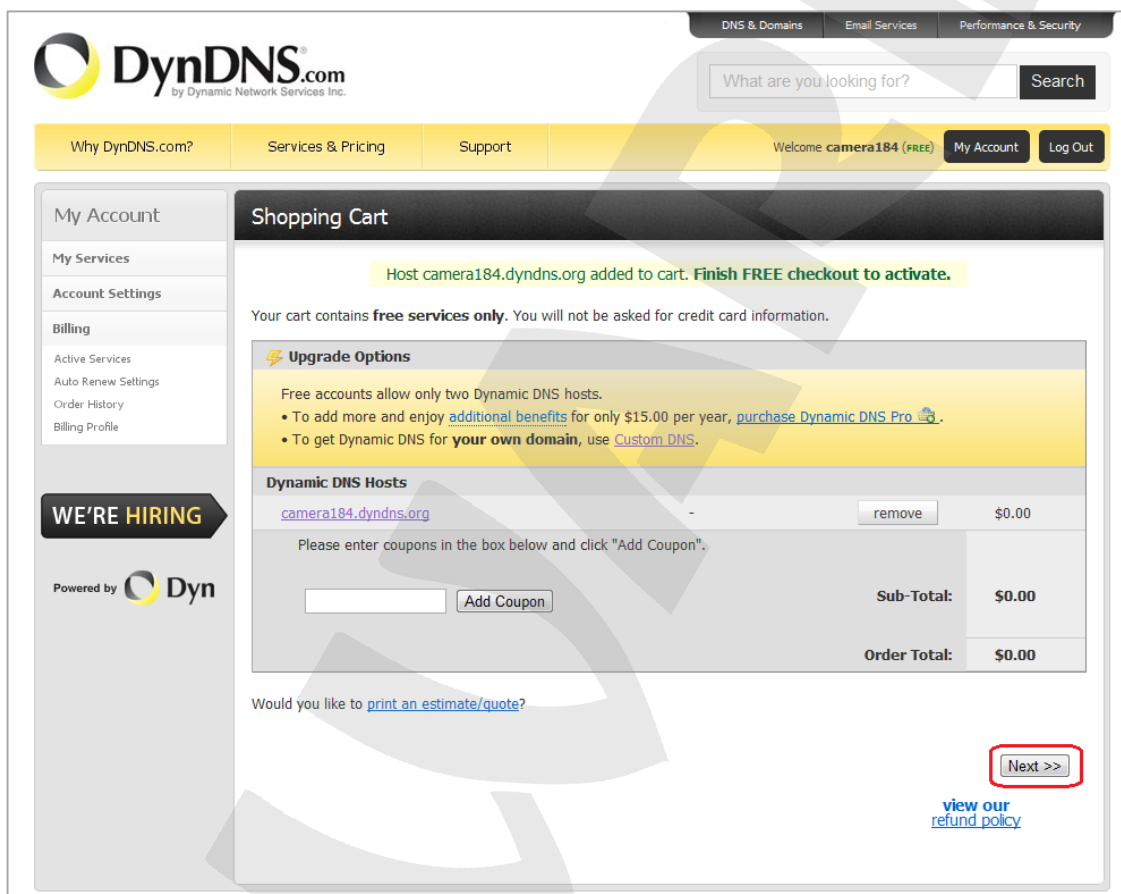 DNS & Domains Email Services Performance & Security
DynDNS.com
by Dynamic Network Services Inc.
What are you looking for? Search
Why DynDNS.com? Services & Pricing Support Welcome camera184 (FREE) My Account Log Out
My Account
My Services
Account Settings
Billing
Active Services
Auto Renew Settings
Order History
Billing Profile
WE'RE HIRING
Powered by Dyn
Shopping Cart
Host camera184.dyndns.org added to cart. Finish FREE checkout to activate.
Your cart contains free services only. You will not be asked for credit card information.
Upgrade Options
Free accounts allow only two Dynamic DNS hosts.
• To add more and enjoy additional benefits for only $15.00 per year, purchase Dynamic DNS Pro .
• To get Dynamic DNS for your own domain, use Custom DNS.
Dynamic DNS Hosts
camera184.dyndns.org - remove $0.00
Please enter coupons in the box below and click "Add Coupon".
Add Coupon Sub-Total: $0.00
Order Total: $0.00
Would you like to print an estimate/quote?
Next >>
view our
refund policy